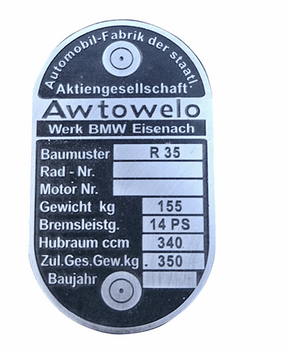 Automobil-Fabrik der staatl.
Aktiengesellschaft
Awtowelo
Werk BMW Eisenach
Baumuster R 35
Rad - Nr.
Motor Nr.
Gewicht kg 155
Bremsleistg. 14 PS
Hubraum ccm 340
Zul.Ges.Gew.kg. 350
Baujahr